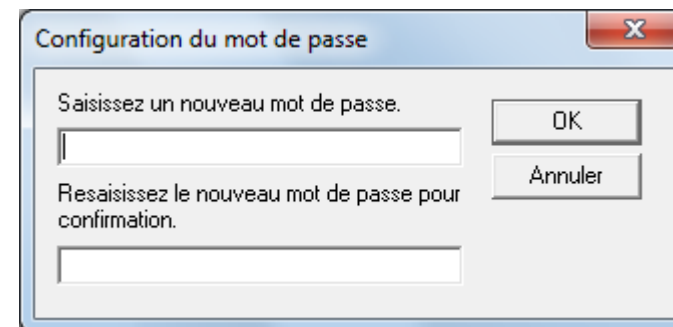 Configuration du mot de passe
Saisissez un nouveau mot de passe.
OK
Annuler
Resaisissez le nouveau mot de passe pour
confirmation.